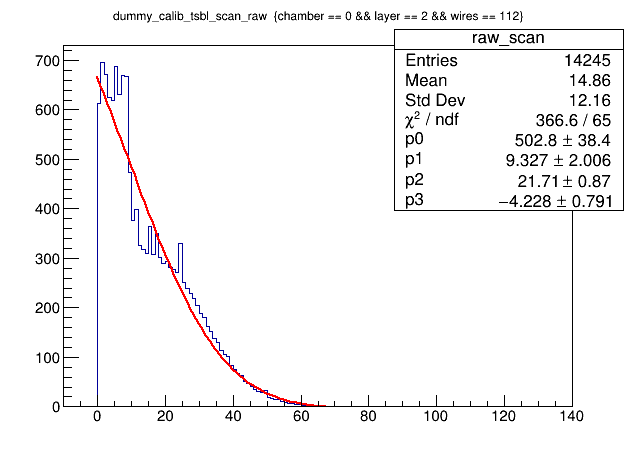 dummy_calib_tsbl_scan_raw {chamber == 0 && layer == 2 && wires == 112}
raw_scan
Entries 14245
Mean 14.86
Std Dev 12.16
χ² / ndf 366.6 / 65
p0 502.8 ± 38.4
p1 9.327 ± 2.006
p2 21.71 ± 0.87
p3 −4.228 ± 0.791
700
600
500
400
300
200
100
0
0 20 40 60 80 100 120 140